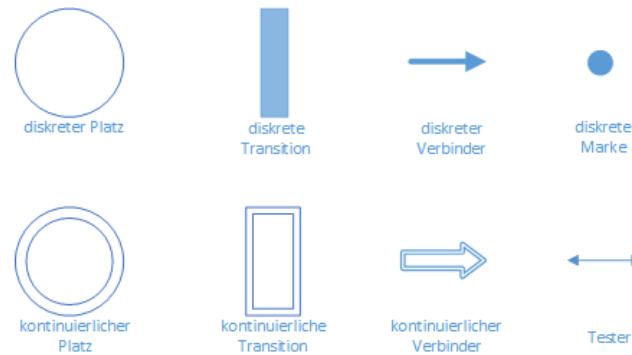 diskreter Platz
diskrete
Transition
diskreter
Verbinder
diskrete
Marke
kontinuierlicher
Platz
kontinuierliche
Transition
kontinuierlicher
Verbinder
Tester